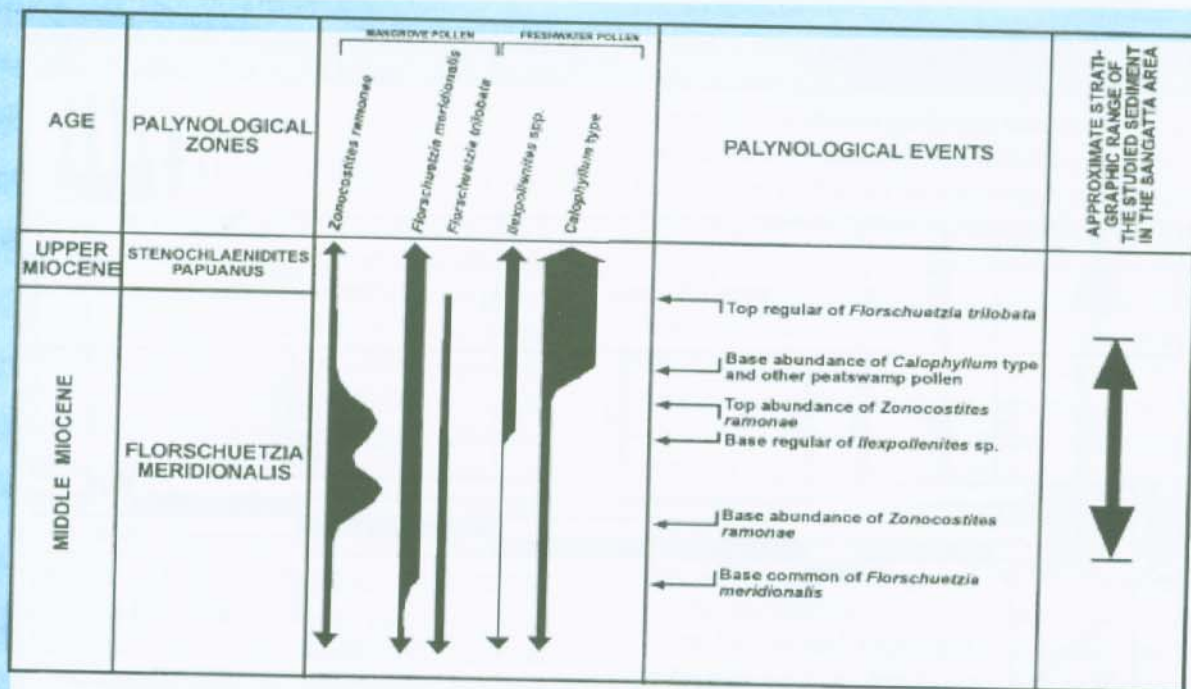 AGE
PALYNOLOGICAL
ZONES
MANGROVE POLLEN
FRESHWATER POLLEN
Zonocostites ramonae
Florschuetzia meridionalis
Florschuetzia trilobata
Ilexpollenites spp.
Calophyllum type
PALYNOLOGICAL EVENTS
APPROXIMATE STRATI-
GRAPHIC RANGE OF
THE STUDIED SEDIMENT
IN THE SANGATTA AREA
UPPER
MIOCENE
STENOCHLAENIDITES
PAPUANUS
MIDDLE MIOCENE
FLORSCHUETZIA
MERIDIONALIS
Top regular of Florschuetzia trilobata
Base abundance of Calophyllum type
and other peatswamp pollen
Top abundance of Zonocostites
ramonae
Base regular of Ilexpollenites sp.
Base abundance of Zonocostites
ramonae
Base common of Florschuetzia
meridionalis